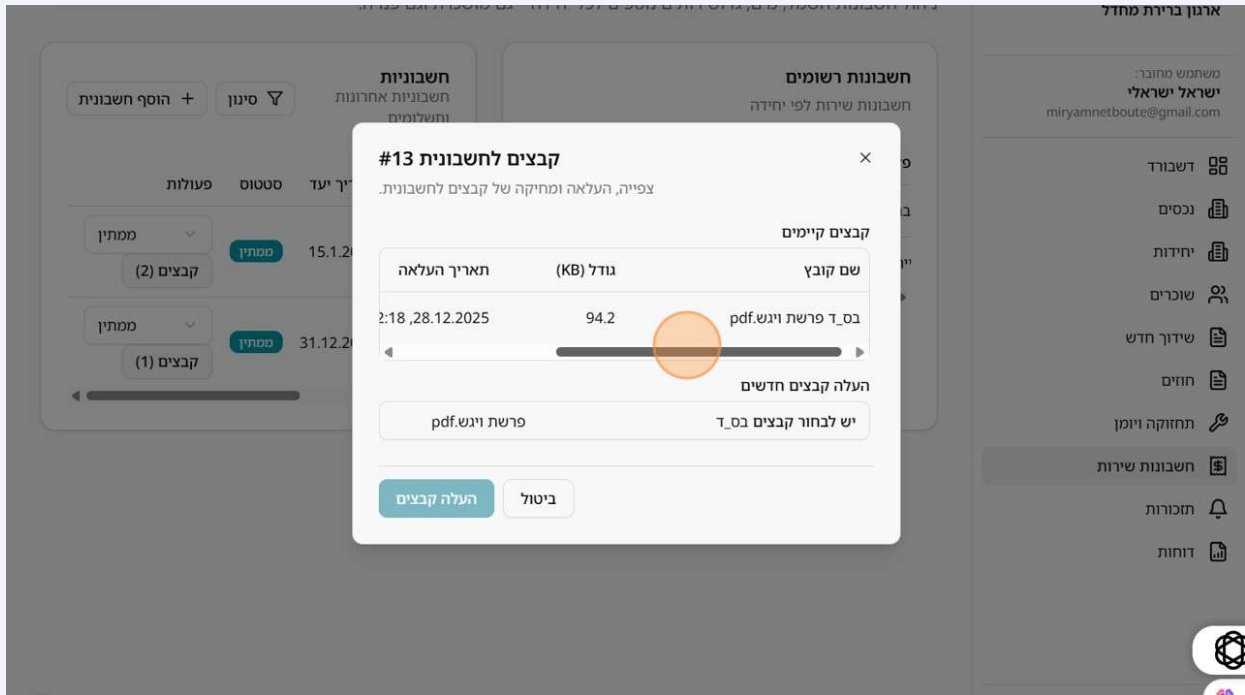 ארגון ברירת מחדל
משתמש מחובר:
ישראל ישראלי
miryamnetboute@gmail.com
דשבורד
נכסים
יחידות
שוכרים
שידוך חדש
חוזים
תחזוקה ויומן
חשבונות שירות
תזכורות
דוחות
חשבונות רשומים
חשבונות שירות לפי יחידה
חשבוניות
חשבוניות אחרונות
ותשלומים
סינון
+ הוסף חשבונית
סטטוס פעולות
15.1.20 ממתין ממתין
קבצים (2)
31.12.20 ממתין ממתין
קבצים (1)
קבצים לחשבונית #13
צפייה, העלאה ומחיקה של קבצים לחשבונית.
קבצים קיימים
שם קובץ גודל (KB) תאריך העלאה
בס_ד פרשת ויגש.pdf 94.2 28.12.2025, 2:18
העלה קבצים חדשים
יש לבחור קבצים בס_ד פרשת ויגש.pdf
ביטול
העלה קבצים